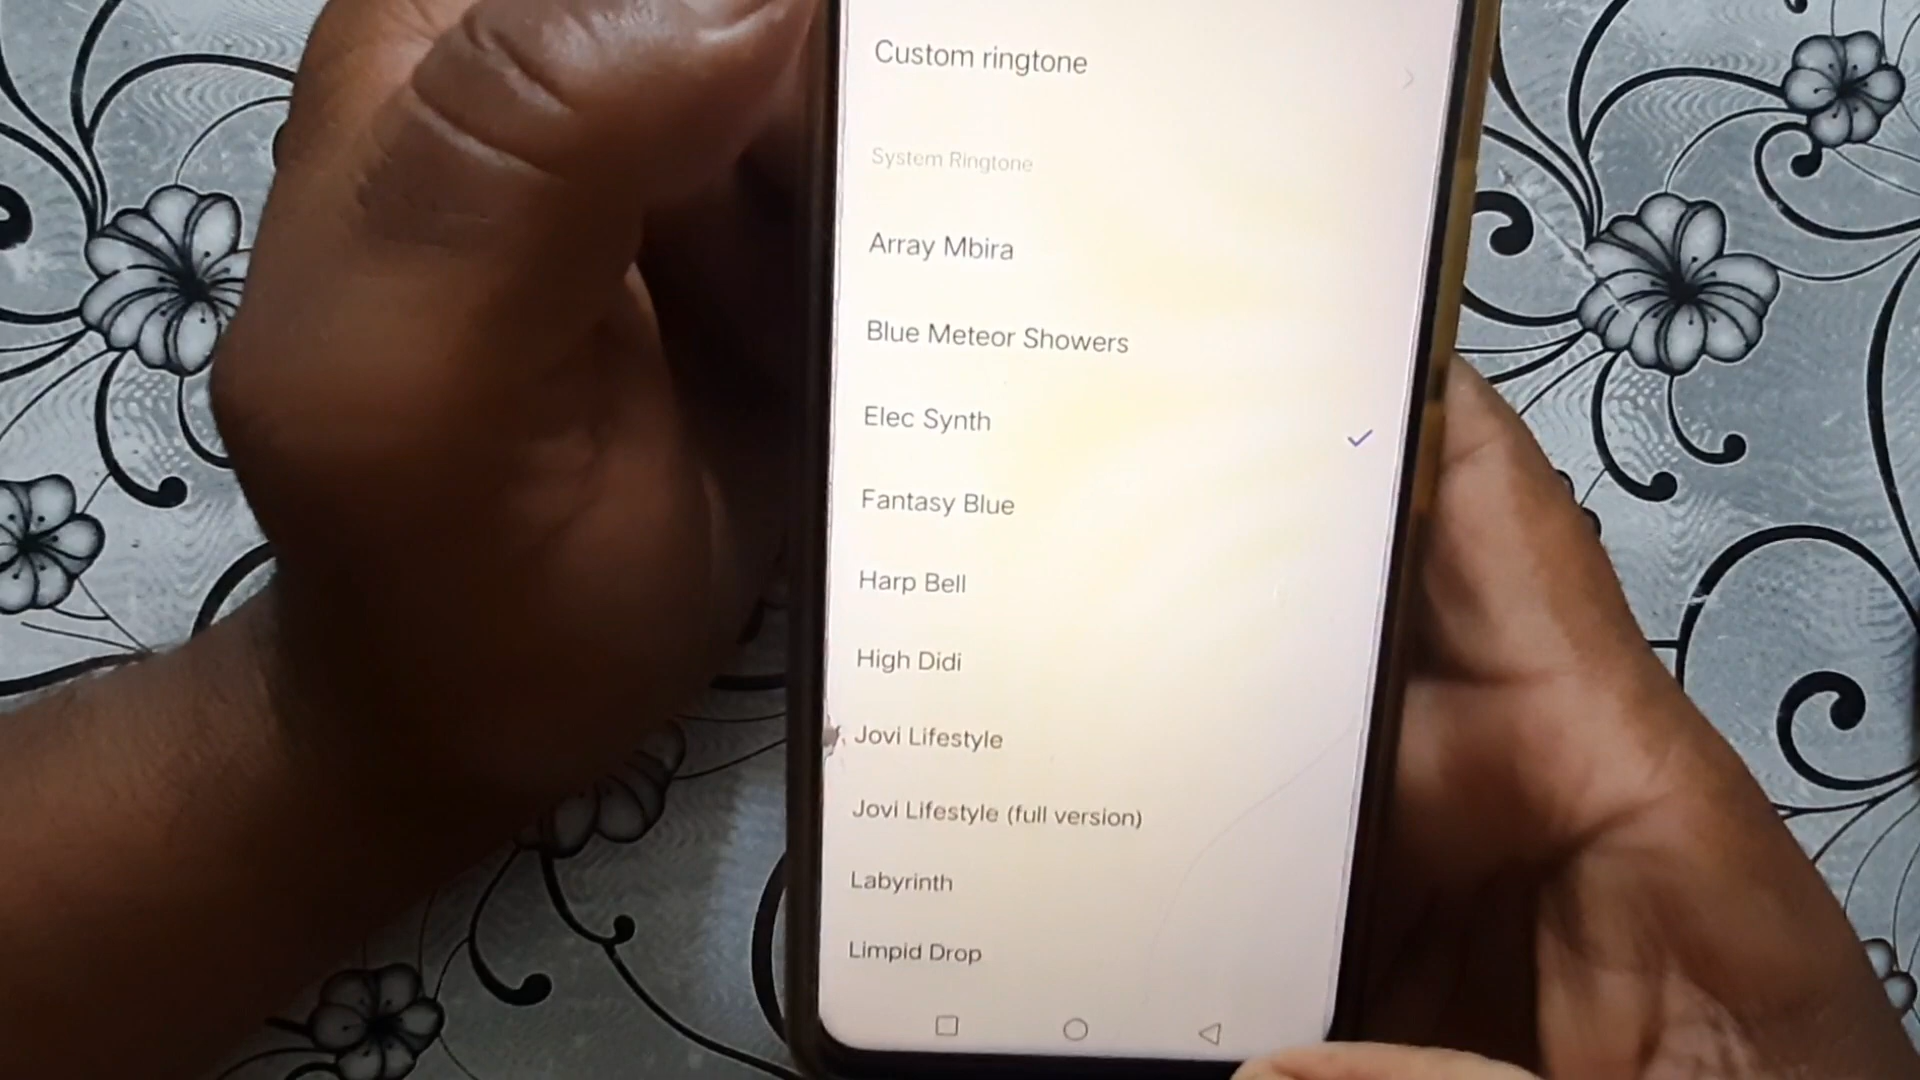 Custom ringtone
System Ringtone
Array Mbira
Blue Meteor Showers
Elec Synth
Fantasy Blue
Harp Bell
High Didi
Jovi Lifestyle
Jovi Lifestyle (full version)
Labyrinth
Limpid Drop